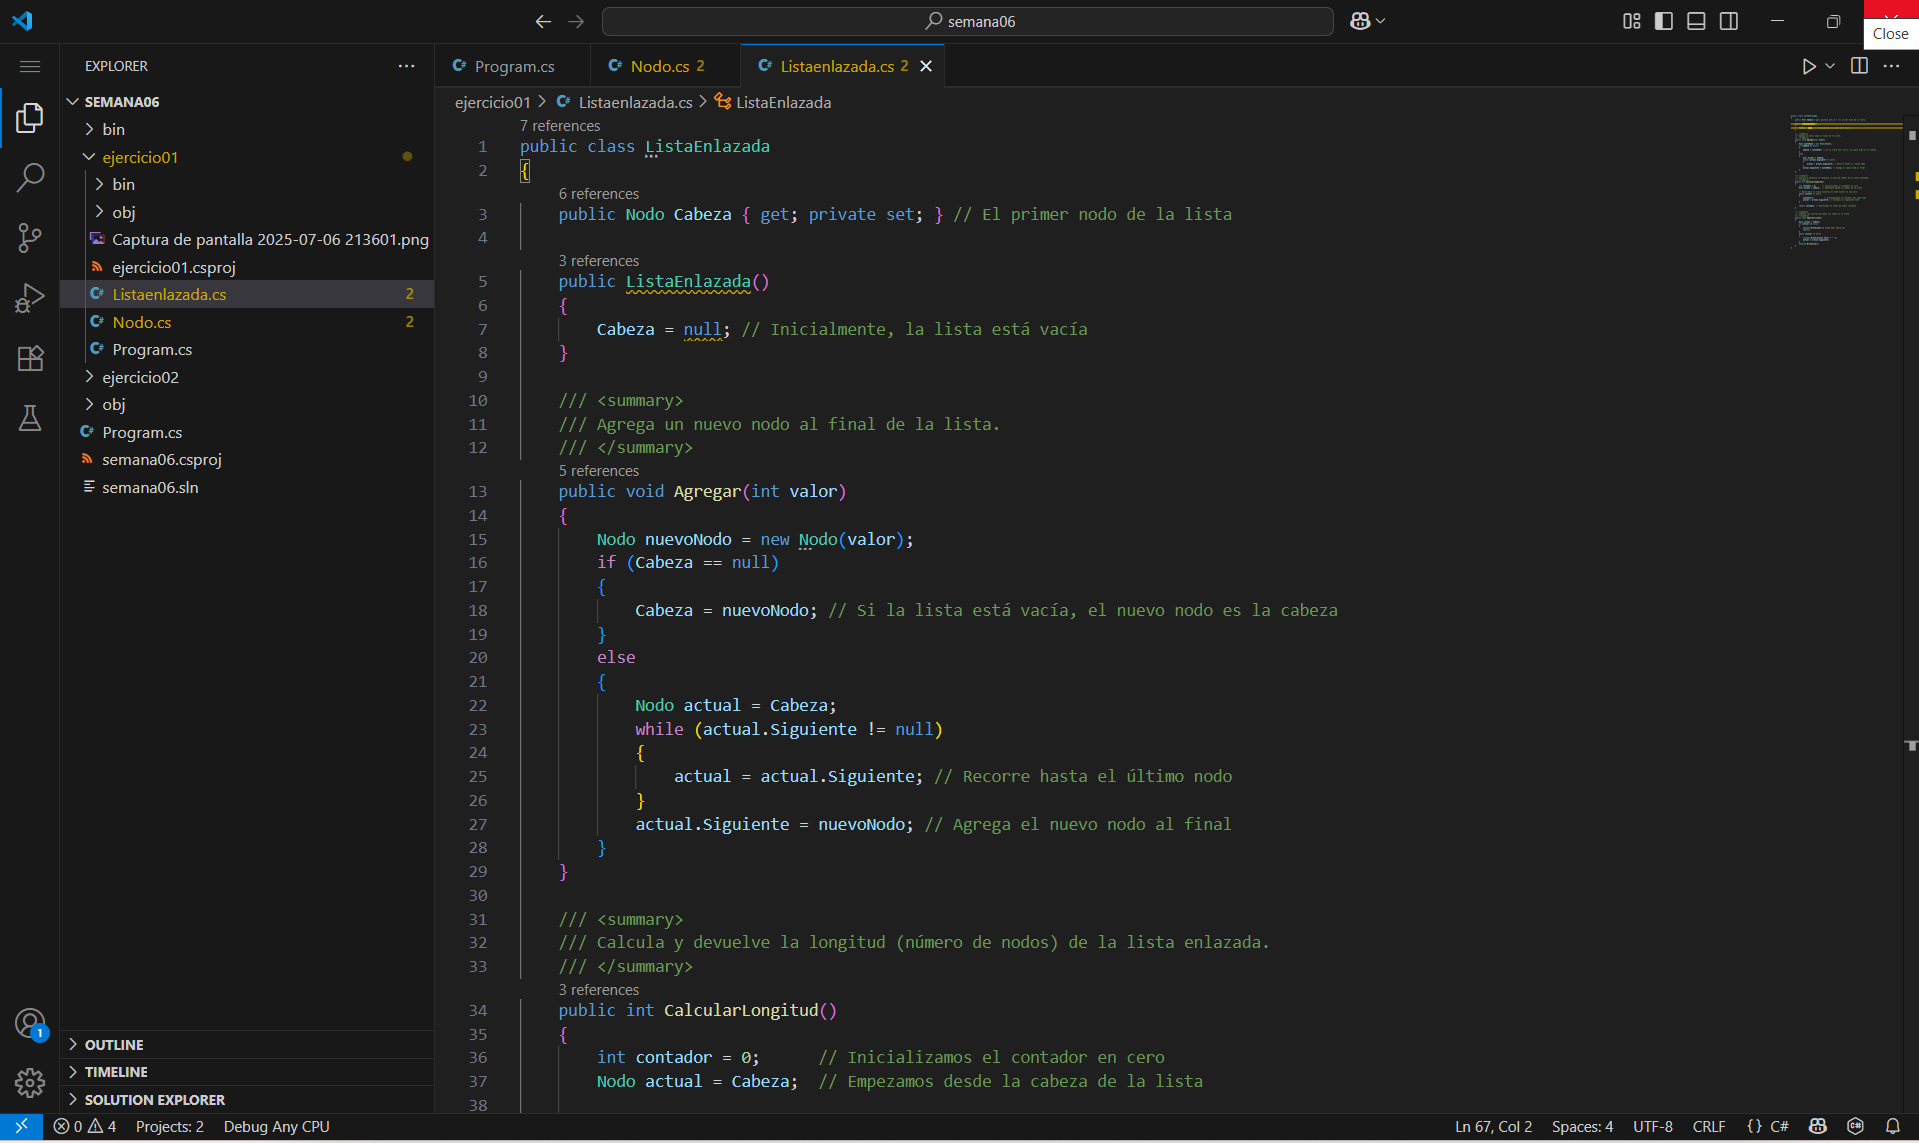 semana06
Close
EXPLORER
SEMANA06
bin
ejercicio01
bin
obj
Captura de pantalla 2025-07-06 213601.png
ejercicio01.csproj
Listaenlazada.cs 2
Nodo.cs 2
Program.cs
ejercicio02
obj
Program.cs
semana06.csproj
semana06.sln
OUTLINE
TIMELINE
SOLUTION EXPLORER
1
Program.cs
Nodo.cs 2
Listaenlazada.cs 2
ejercicio01 > Listaenlazada.cs > ListaEnlazada
7 references
1 public class ListaEnlazada
2 {
6 references
3 public Nodo Cabeza { get; private set; } // El primer nodo de la lista
4
3 references
5 public ListaEnlazada()
6 {
7 Cabeza = null; // Inicialmente, la lista está vacía
8 }
9
10 /// <summary>
11 /// Agrega un nuevo nodo al final de la lista.
12 /// </summary>
5 references
13 public void Agregar(int valor)
14 {
15 Nodo nuevoNodo = new Nodo(valor);
16 if (Cabeza == null)
17 {
18 Cabeza = nuevoNodo; // Si la lista está vacía, el nuevo nodo es la cabeza
19 }
20 else
21 {
22 Nodo actual = Cabeza;
23 while (actual.Siguiente != null)
24 {
25 actual = actual.Siguiente; // Recorre hasta el último nodo
26 }
27 actual.Siguiente = nuevoNodo; // Agrega el nuevo nodo al final
28 }
29 }
30
31 /// <summary>
32 /// Calcula y devuelve la longitud (número de nodos) de la lista enlazada.
33 /// </summary>
3 references
34 public int CalcularLongitud()
35 {
36 int contador = 0; // Inicializamos el contador en cero
37 Nodo actual = Cabeza; // Empezamos desde la cabeza de la lista
38
0 4 Projects: 2 Debug Any CPU Ln 67, Col 2 Spaces: 4 UTF-8 CRLF {} C#